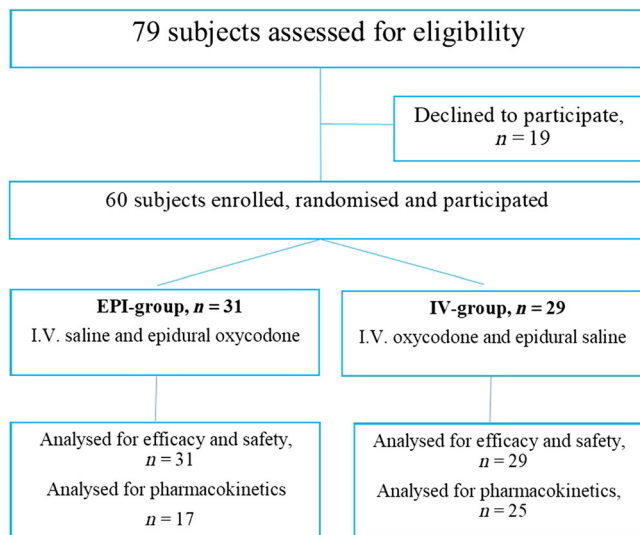 79 subjects assessed for eligibility
Declined to participate,
n = 19
60 subjects enrolled, randomised and participated
EPI-group, n = 31
I.V. saline and epidural oxycodone
IV-group, n = 29
I.V. oxycodone and epidural saline
Analysed for efficacy and safety,
n = 31
Analysed for pharmacokinetics
n = 17
Analysed for efficacy and safety,
n = 29
Analysed for pharmacokinetics,
n = 25